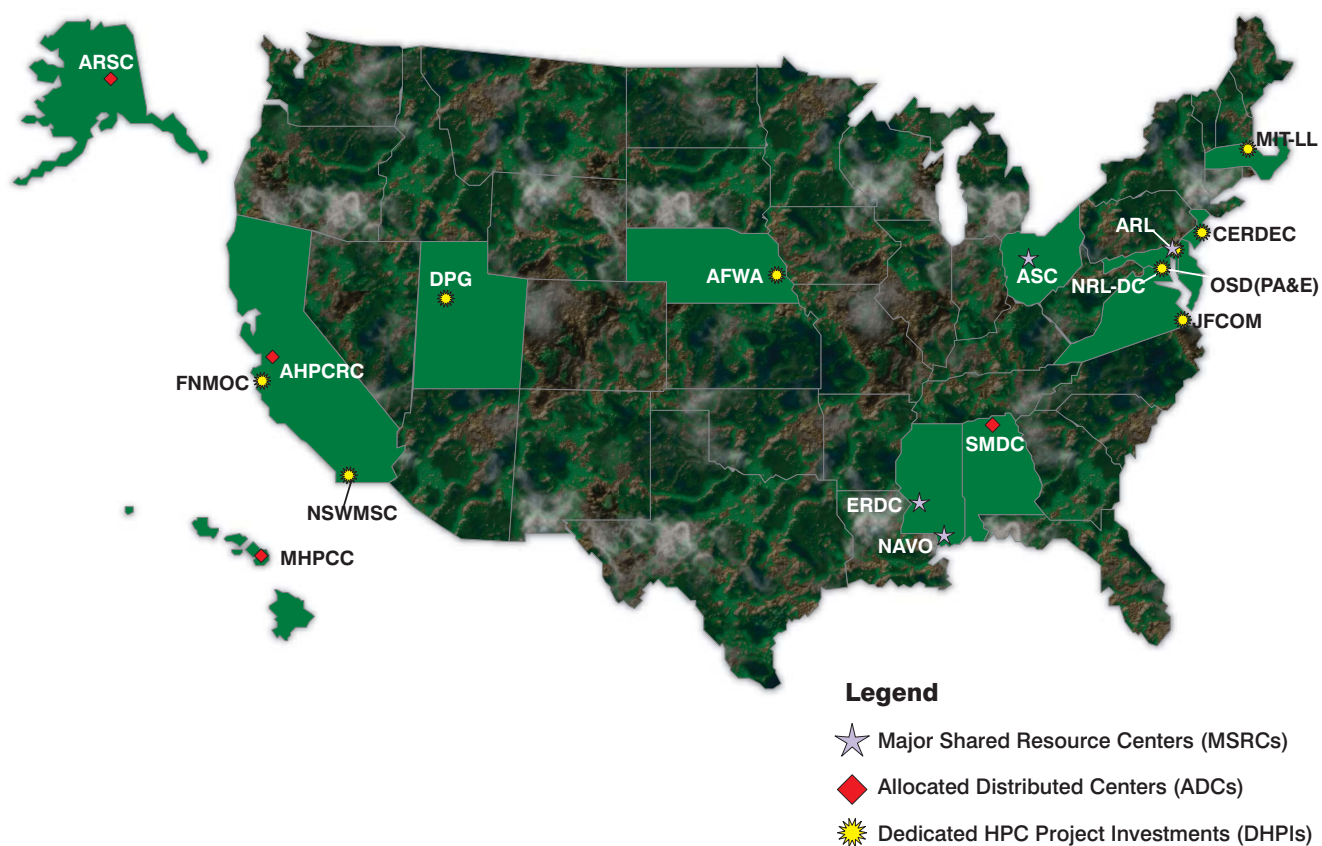 ARSC
MIT-LL
ARL
CERDEC
DPG
AFWA
ASC
NRL-DC
OSD(PA&E)
JFCOM
AHPCRC
FNMOC
SMDC
ERDC
NSWMSC
NAVO
MHPCC
Legend
Major Shared Resource Centers (MSRCs)
Allocated Distributed Centers (ADCs)
Dedicated HPC Project Investments (DHPIs)